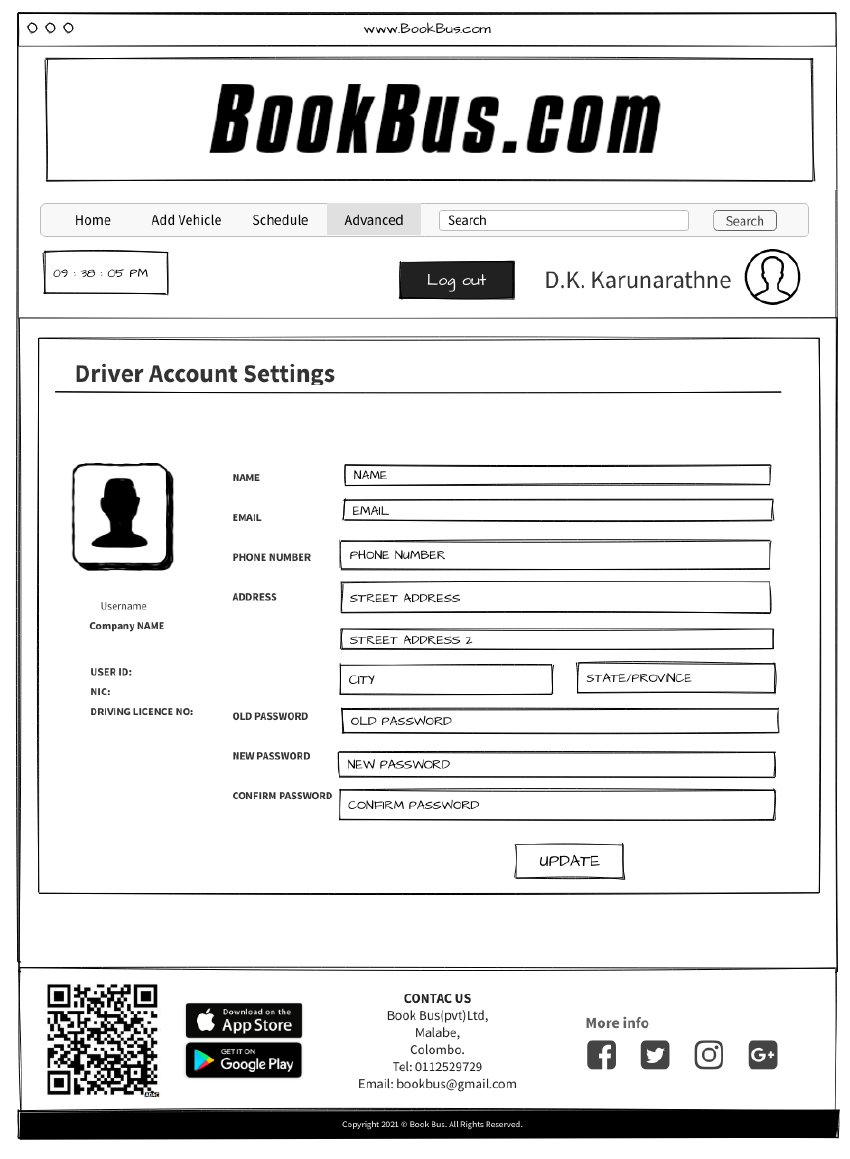 www.BookBus.com
BookBus.com
Home Add Vehicle Schedule Advanced Search Search
09 : 38 : 05 PM Log out D.K. Karunarathne
Driver Account Settings
NAME NAME
EMAIL EMAIL
PHONE NUMBER PHONE NUMBER
ADDRESS STREET ADDRESS
Username
Company NAME
STREET ADDRESS 2
USER ID:
NIC:
DRIVING LICENCE NO:
CITY STATE/PROVINCE
OLD PASSWORD OLD PASSWORD
NEW PASSWORD NEW PASSWORD
CONFIRM PASSWORD CONFIRM PASSWORD
UPDATE
Download on the
App Store
GET IT ON
Google Play
CONTAC US
Book Bus(pvt)Ltd,
Malabe,
Colombo.
Tel: 0112529729
Email: bookbus@gmail.com
More info
G+
Copyright 2021 © Book Bus. All Rights Reserved.